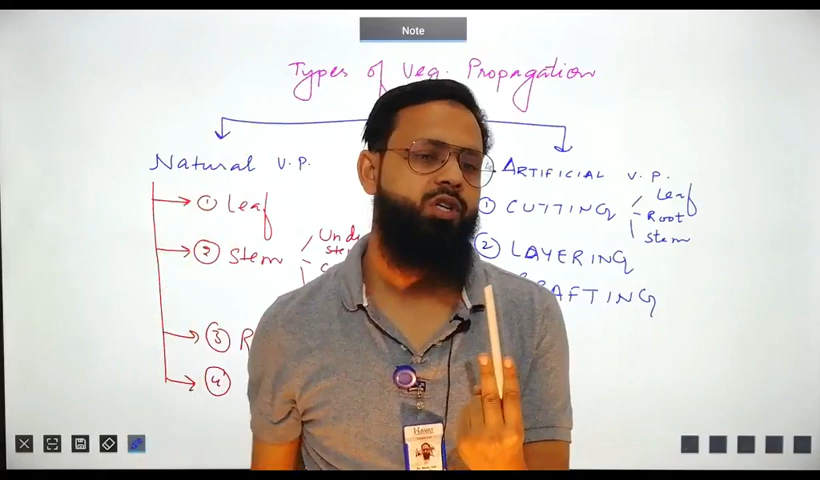 Note
Types of Veg. Propagation
Natural V.P.
ARTIFICIAL V.P.
① Leaf
① CUTTING Leaf
Root
Stem
② Stem
② LAYERING
③
④